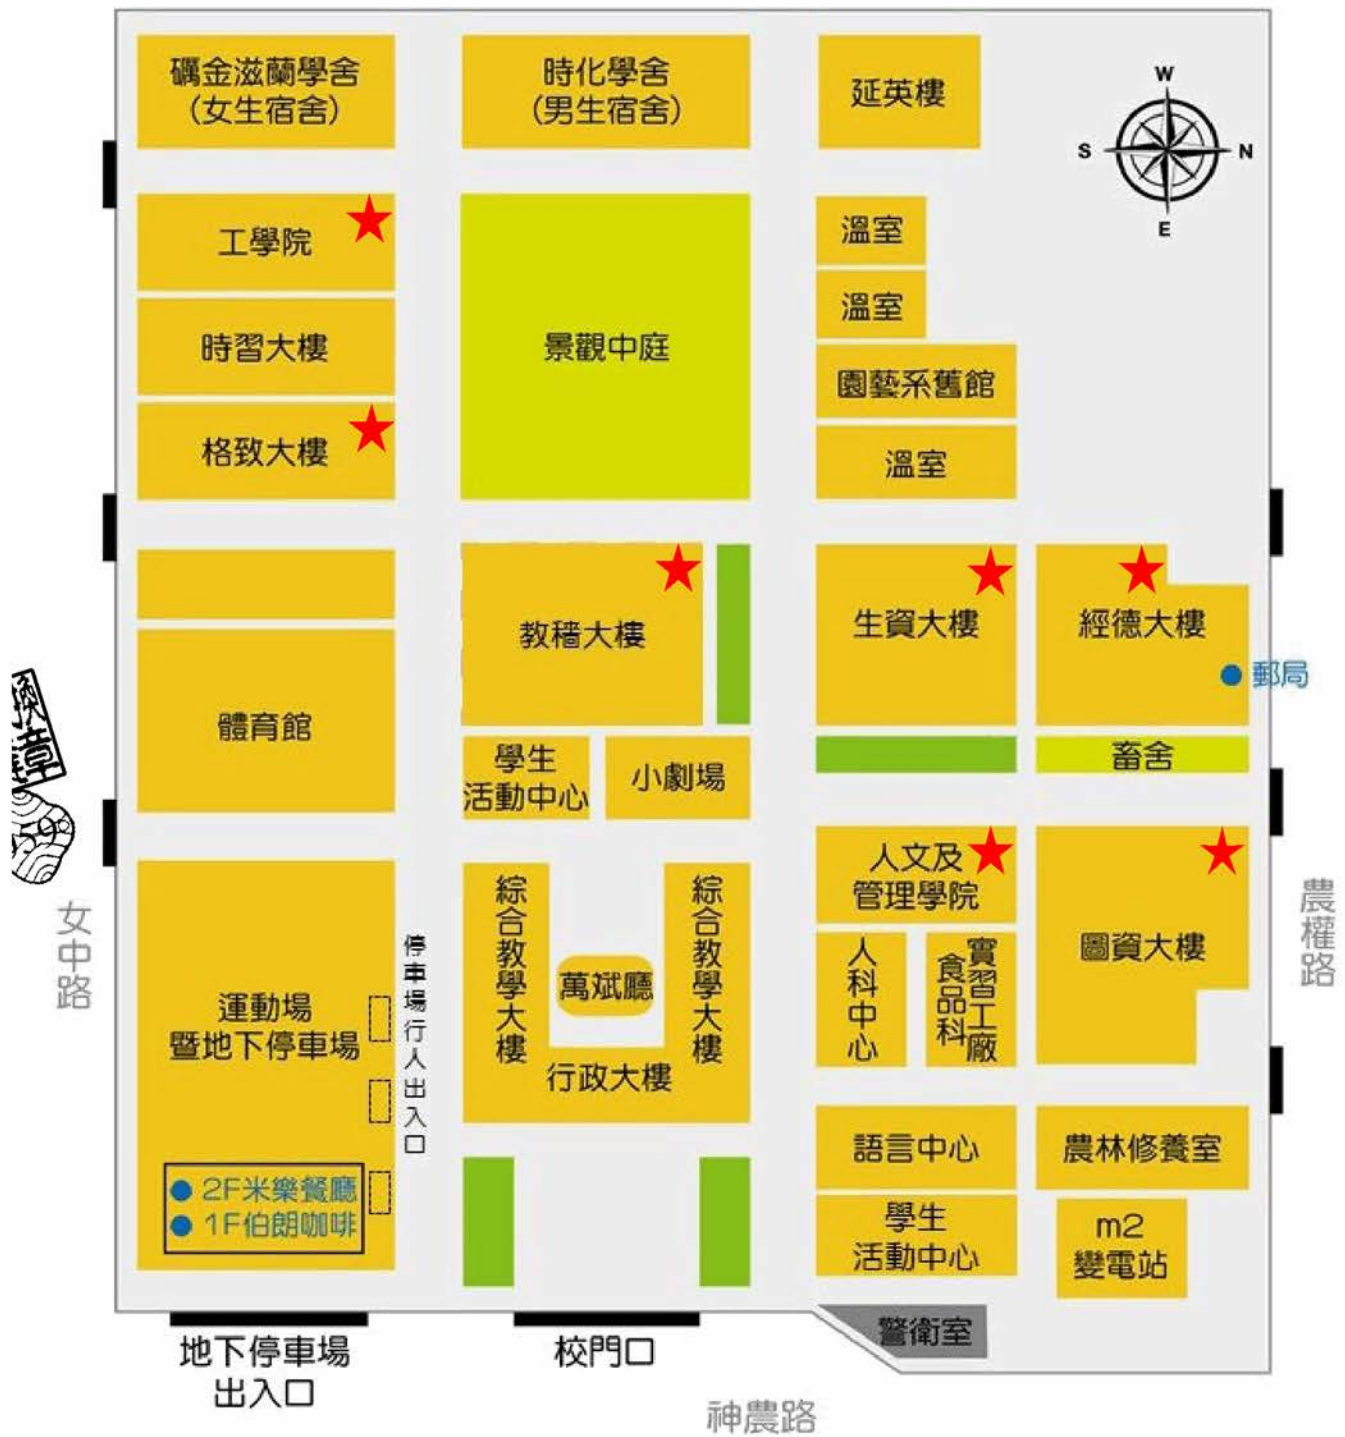 礪金滋蘭學舍
(女生宿舍)
時化學舍
(男生宿舍)
延英樓
W
S
N
E
工學院
時習大樓
格致大樓
景觀中庭
溫室
溫室
園藝系舊館
溫室
教穡大樓
生資大樓
經德大樓
郵局
體育館
學生
活動中心
小劇場
畜舍
人文及
管理學院
圖資大樓
人科中心
食品科
實習工廠
綜合教學大樓
萬斌廳
綜合教學大樓
行政大樓
運動場
暨地下停車場
停車場行人出入口
2F米樂餐廳
1F伯朗咖啡
語言中心
農林修養室
學生
活動中心
m2
變電站
警衛室
地下停車場
出入口
校門口
女中路
農權路
神農路
章
59